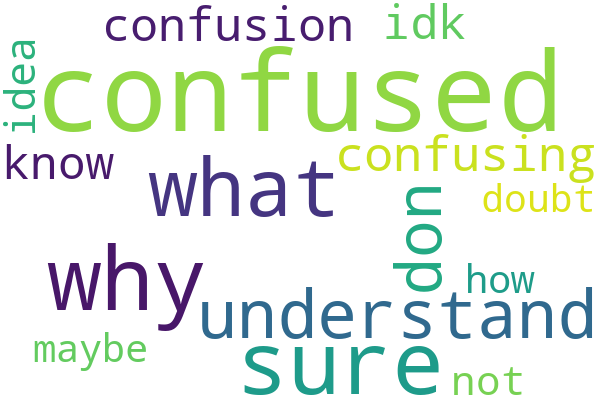 confusion
idk
idea
confused
know
what
confusing
doubt
don
why
how
understand
maybe
sure
not